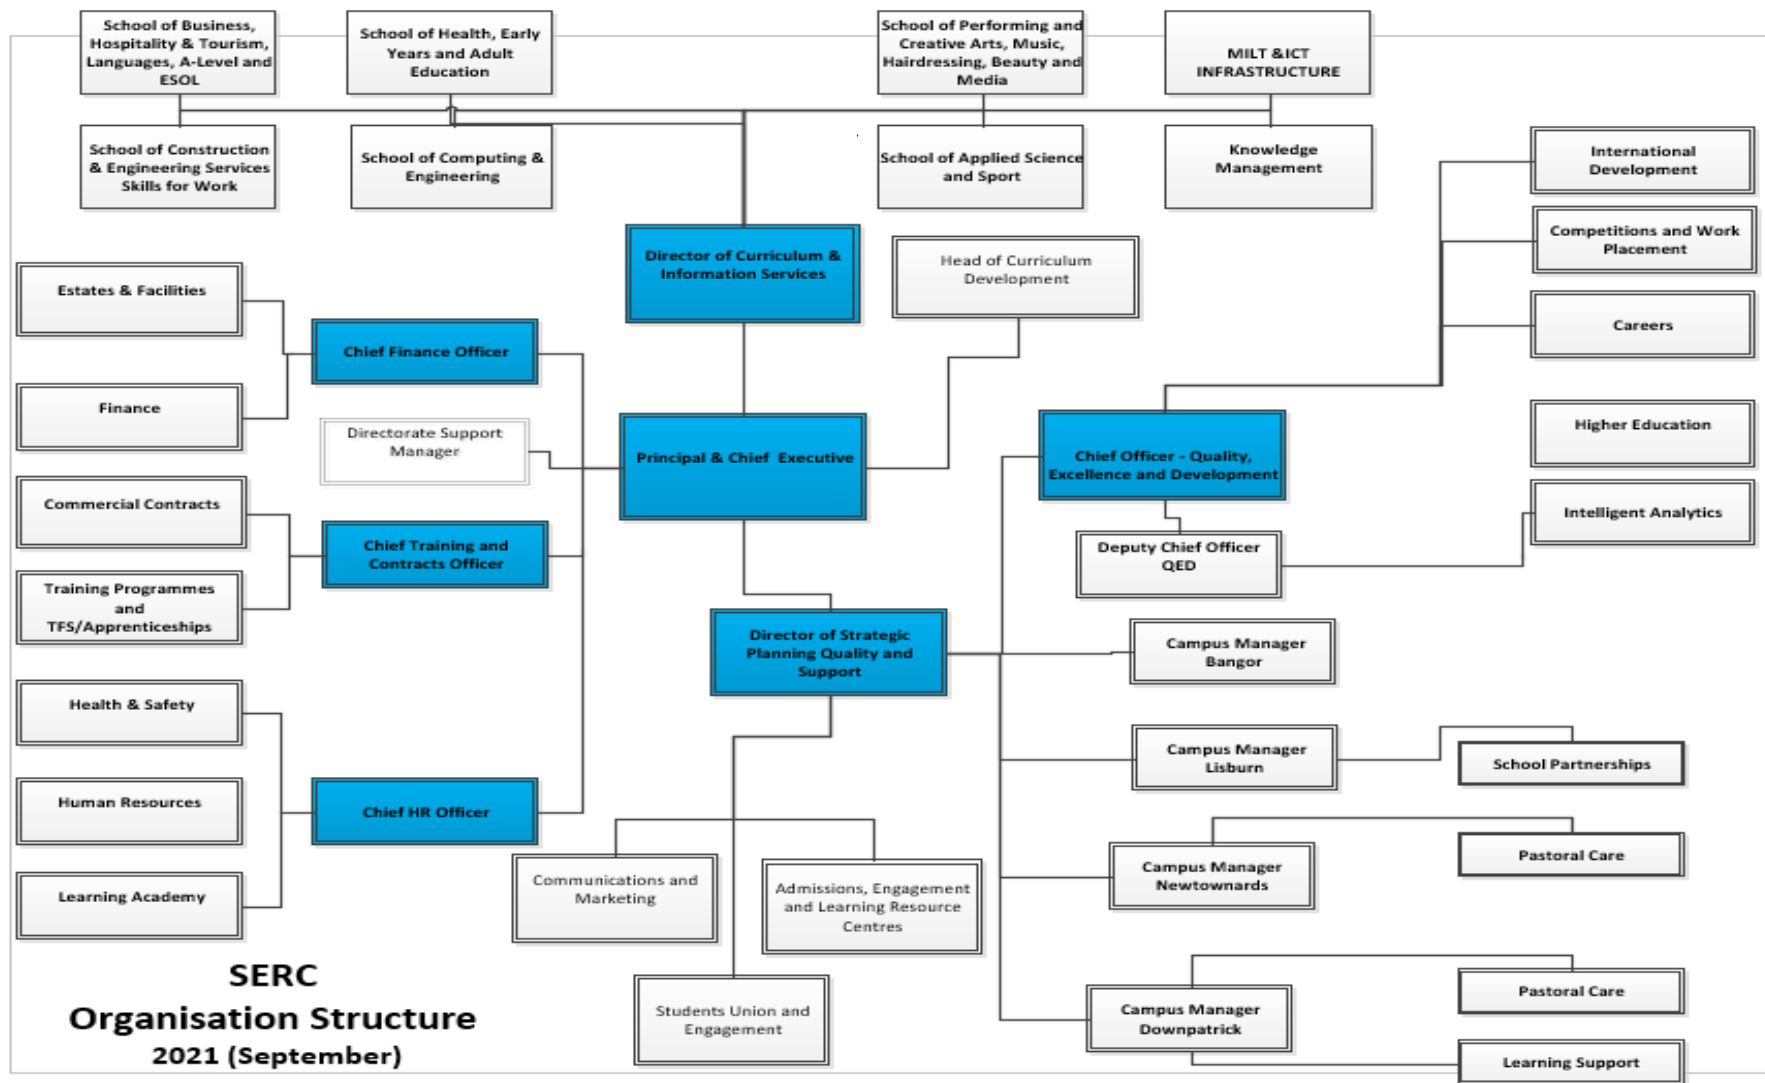 School of Business,
Hospitality & Tourism,
Languages, A-Level and
ESOL
School of Health, Early
Years and Adult
Education
School of Performing and
Creative Arts, Music,
Hairdressing, Beauty and
Media
MILT &ICT
INFRASTRUCTURE
School of Construction
& Engineering Services
Skills for Work
School of Computing &
Engineering
School of Applied Science
and Sport
Knowledge
Management
International
Development
Director of Curriculum &
Information Services
Head of Curriculum
Development
Competitions and Work
Placement
Estates & Facilities
Chief Finance Officer
Careers
Finance
Directorate Support
Manager
Principal & Chief Executive
Chief Officer - Quality,
Excellence and Development
Higher Education
Commercial Contracts
Intelligent Analytics
Chief Training and
Contracts Officer
Deputy Chief Officer
QED
Training Programmes
and
TFS/Apprenticeships
Director of Strategic
Planning Quality and
Support
Campus Manager
Bangor
Health & Safety
Campus Manager
Lisburn
School Partnerships
Human Resources
Chief HR Officer
Campus Manager
Newtownards
Pastoral Care
Learning Academy
Communications and
Marketing
Admissions, Engagement
and Learning Resource
Centres
Students Union and
Engagement
Campus Manager
Downpatrick
Pastoral Care
Learning Support
SERC
Organisation Structure
2021 (September)